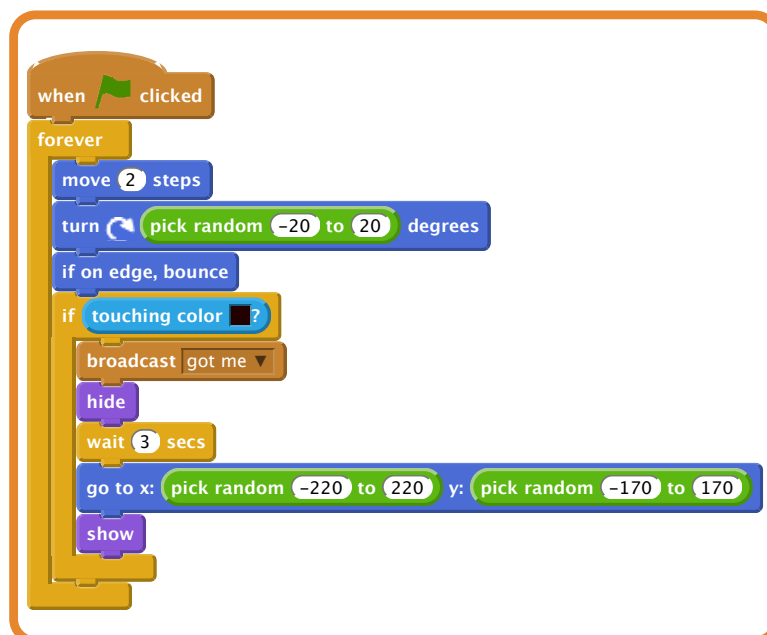 when clicked
forever
move 2 steps
turn pick random -20 to 20 degrees
if on edge, bounce
if touching color ?
broadcast got me
hide
wait 3 secs
go to x: pick random -220 to 220 y: pick random -170 to 170
show